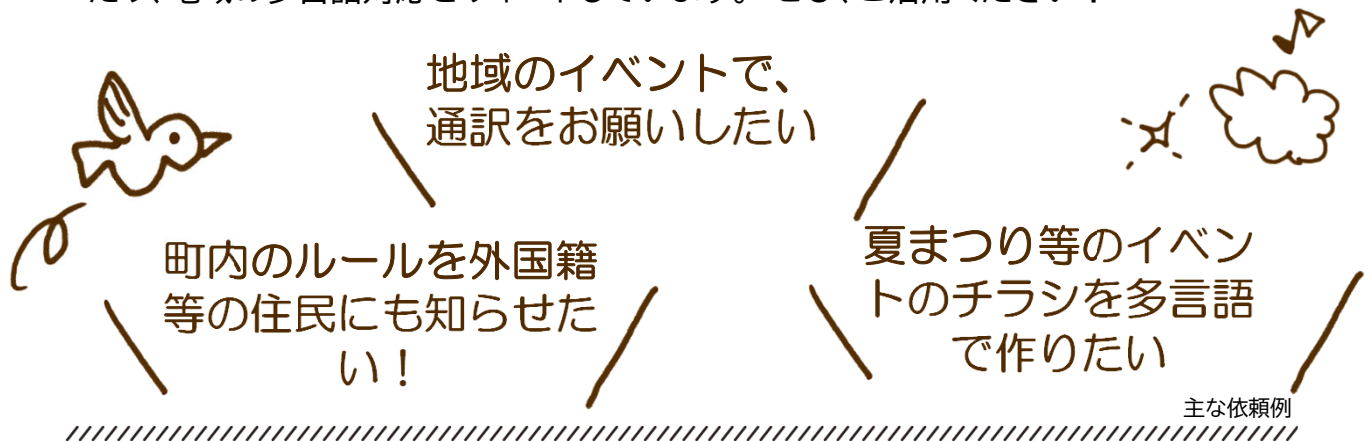 地域のイベントで、
通訳をお願いしたい
町内のルールを外国籍
等の住民にも知らせた
い！
夏まつり等のイベン
トのチラシを多言語
で作りたい
主な依頼例